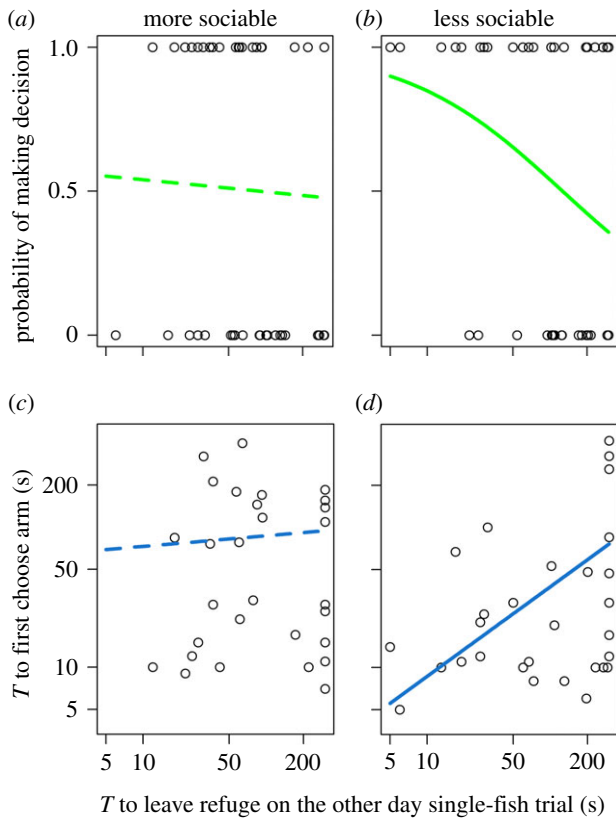 (a) more sociable
(b) less sociable
probability of making decision
1.0
0.5
0
(c)
(d)
T to first choose arm (s)
200
50
10
5
5 10 50 200
5 10 50 200
T to leave refuge on the other day single-fish trial (s)